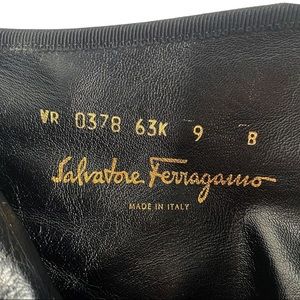 VR 0378 63K 9 B
Salvatore Ferragamo
MADE IN ITALY